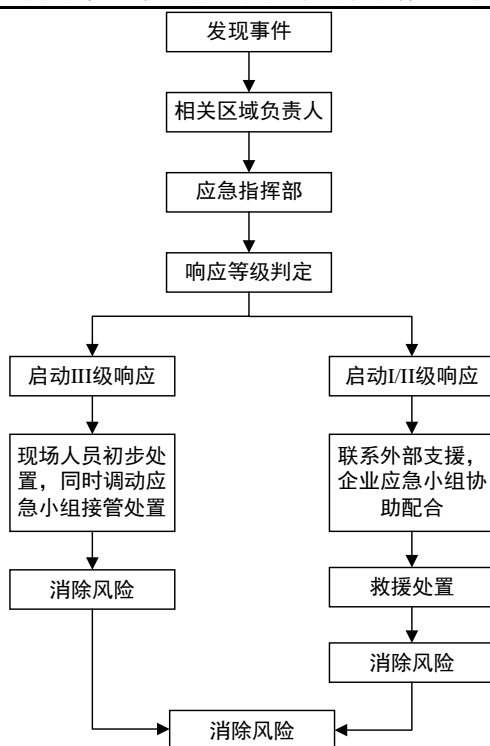 发现事件
相关区域负责人
应急指挥部
响应等级判定
启动III级响应
启动I/II级响应
现场人员初步处
置，同时调动应
急小组接管处置
联系外部支援，
企业应急小组协
助配合
消除风险
救援处置
消除风险
消除风险